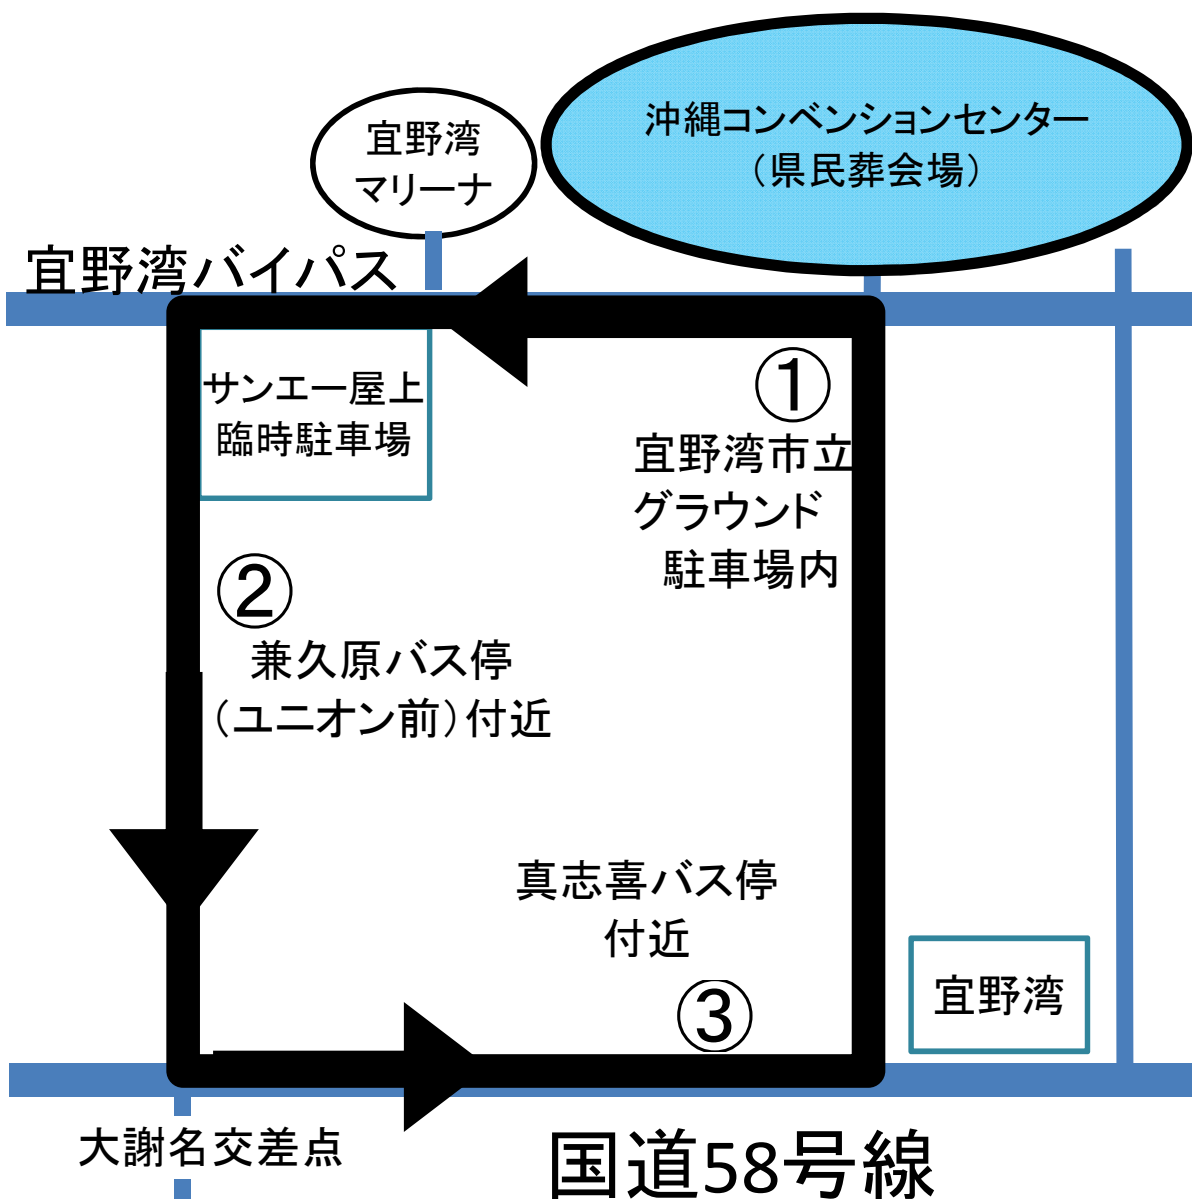 沖縄コンベンションセンター
（県民葬会場）
宜野湾
マリーナ
宜野湾バイパス
サンエー屋上
臨時駐車場
①
宜野湾市立
グラウンド
駐車場内
②
兼久原バス停
（ユニオン前）付近
真志喜バス停
付近
③
宜野湾
大謝名交差点
国道58号線